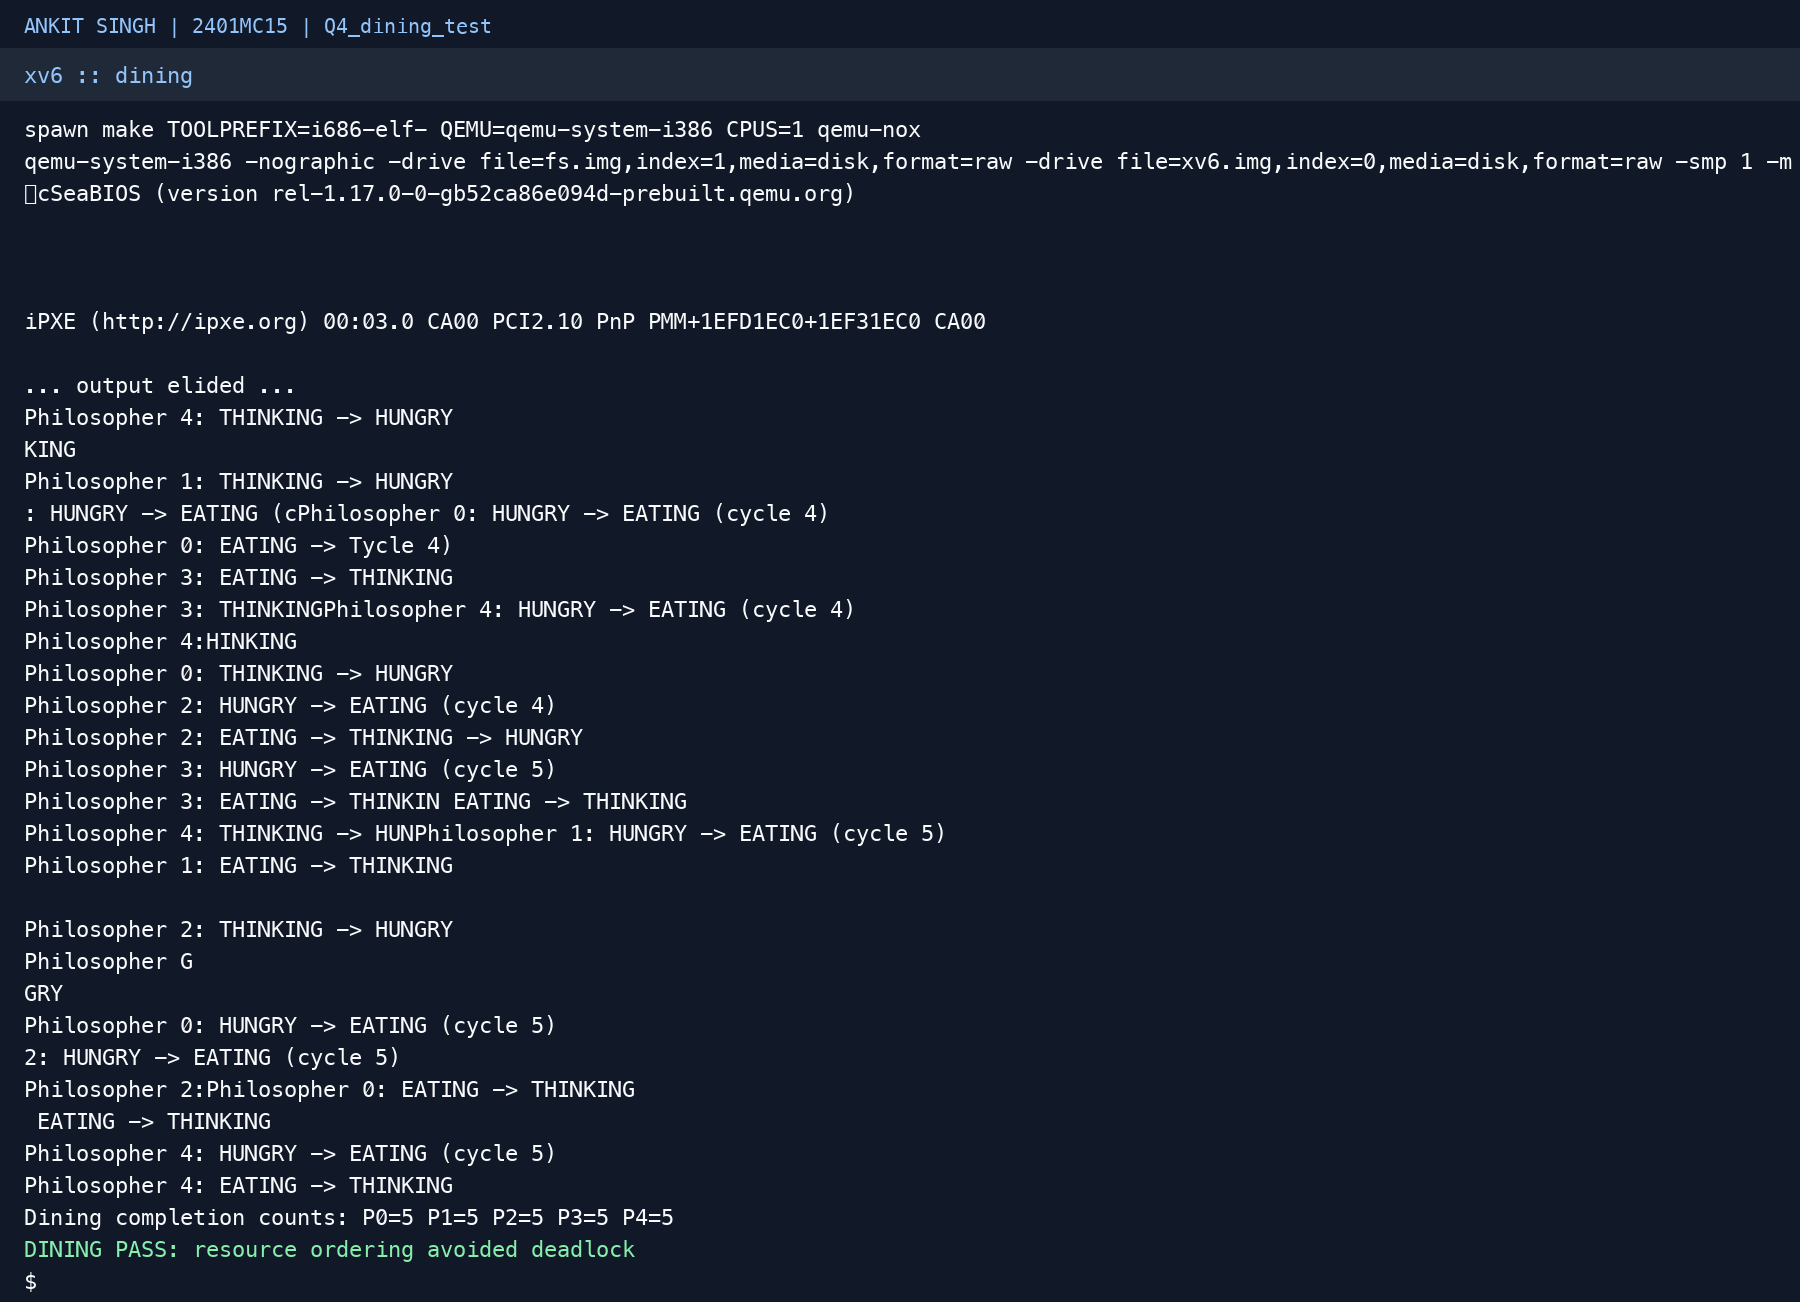 ANKIT SINGH | 2401MC15 | Q4_dining_test
xv6 :: dining
spawn make TOOLPREFIX=i686-elf- QEMU=qemu-system-i386 CPUS=1 qemu-nox
qemu-system-i386 -nographic -drive file=fs.img,index=1,media=disk,format=raw -drive file=xv6.img,index=0,media=disk,format=raw -smp 1 -m
▯cSeaBIOS (version rel-1.17.0-0-gb52ca86e094d-prebuilt.qemu.org)
iPXE (http://ipxe.org) 00:03.0 CA00 PCI2.10 PnP PMM+1EFD1EC0+1EF31EC0 CA00
... output elided ...
Philosopher 4: THINKING -> HUNGRY
KING
Philosopher 1: THINKING -> HUNGRY
: HUNGRY -> EATING (cPhilosopher 0: HUNGRY -> EATING (cycle 4)
Philosopher 0: EATING -> Tycle 4)
Philosopher 3: EATING -> THINKING
Philosopher 3: THINKINGPhilosopher 4: HUNGRY -> EATING (cycle 4)
Philosopher 4:HINKING
Philosopher 0: THINKING -> HUNGRY
Philosopher 2: HUNGRY -> EATING (cycle 4)
Philosopher 2: EATING -> THINKING -> HUNGRY
Philosopher 3: HUNGRY -> EATING (cycle 5)
Philosopher 3: EATING -> THINKIN EATING -> THINKING
Philosopher 4: THINKING -> HUNPhilosopher 1: HUNGRY -> EATING (cycle 5)
Philosopher 1: EATING -> THINKING
Philosopher 2: THINKING -> HUNGRY
Philosopher G
GRY
Philosopher 0: HUNGRY -> EATING (cycle 5)
2: HUNGRY -> EATING (cycle 5)
Philosopher 2:Philosopher 0: EATING -> THINKING
 EATING -> THINKING
Philosopher 4: HUNGRY -> EATING (cycle 5)
Philosopher 4: EATING -> THINKING
Dining completion counts: P0=5 P1=5 P2=5 P3=5 P4=5
DINING PASS: resource ordering avoided deadlock
$